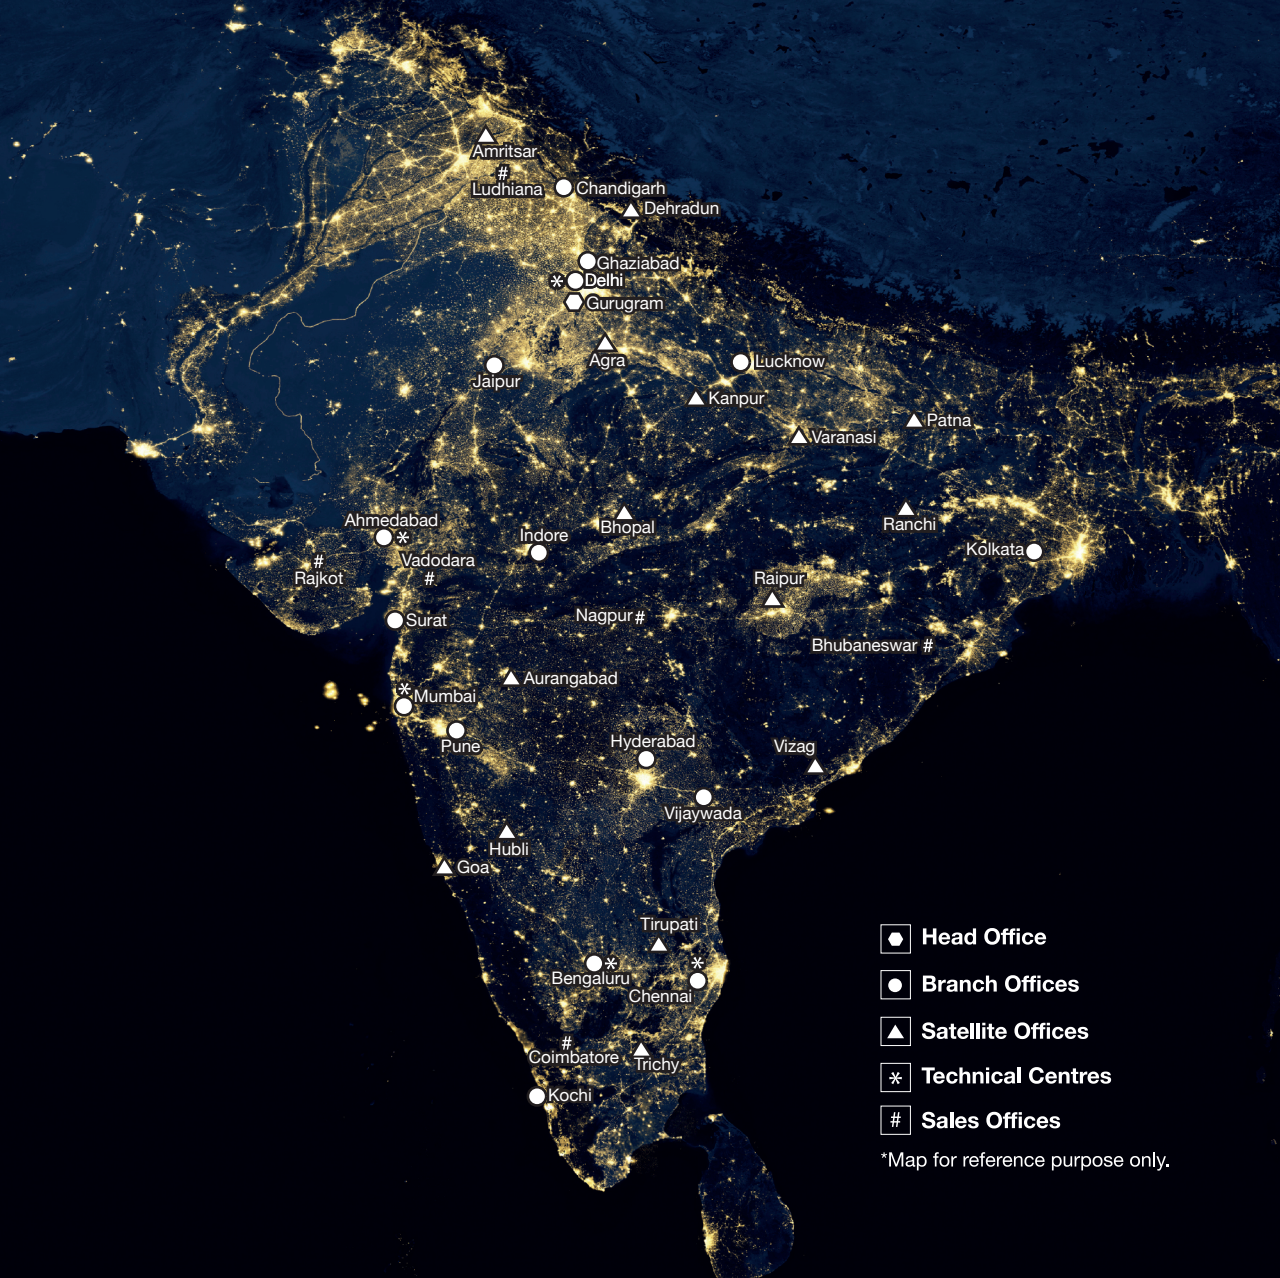 Amritsar
#
Ludhiana
Chandigarh
Dehradun
Ghaziabad
* Delhi
Gurugram
Agra
Lucknow
Jaipur
Kanpur
Patna
Varanasi
Ahmedabad
*
Bhopal
Ranchi
Indore
Kolkata
Vadodara
#
#
Rajkot
Raipur
Surat
Nagpur #
Bhubaneswar #
Aurangabad
*
Mumbai
Pune
Hyderabad
Vizag
Vijaywada
Hubli
Goa
Tirupati
*
Bengaluru
*
Chennai
#
Coimbatore
Trichy
Kochi
Head Office
Branch Offices
Satellite Offices
* Technical Centres
# Sales Offices
*Map for reference purpose only.